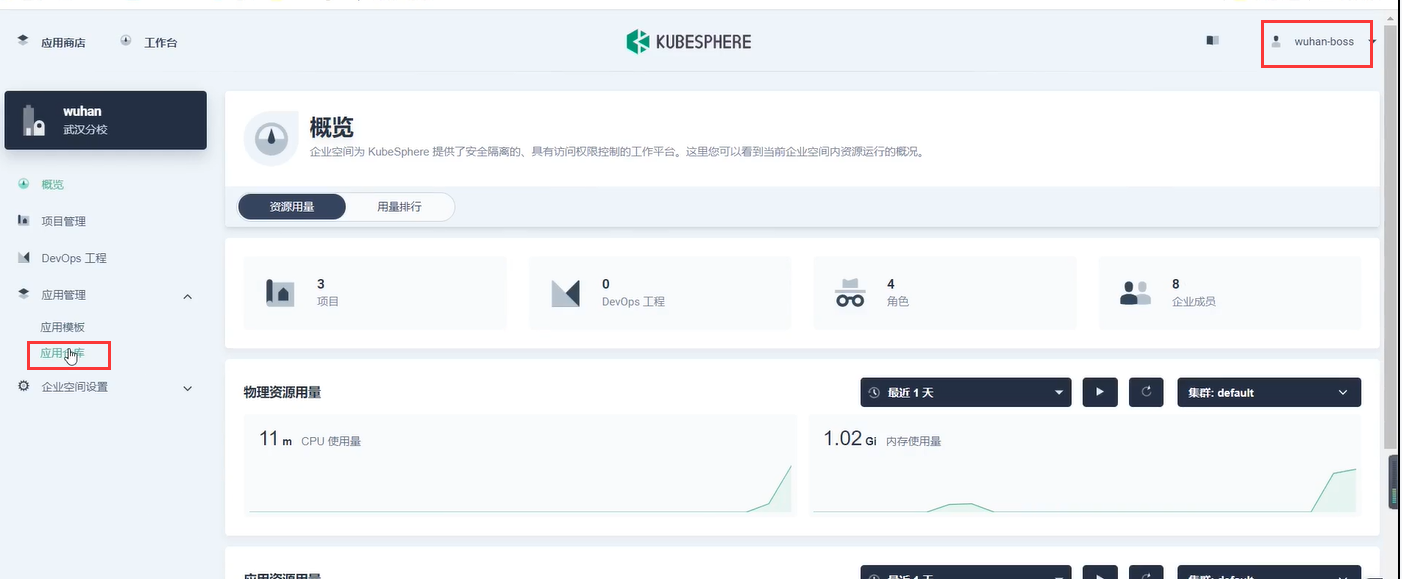 应用商店 工作台 KUBESPHERE wuhan-boss
wuhan
武汉分校
概览
项目管理
DevOps 工程
应用管理
应用模板
企业空间设置
概览
企业空间为 KubeSphere 提供了安全隔离的、具有访问权限控制的工作平台。这里您可以看到当前企业空间内资源运行的概况。
资源用量 用量排行
3
项目
0
DevOps 工程
4
角色
8
企业成员
物理资源用量 最近 1 天 集群: default
11 m CPU 使用量
1.02 Gi 内存使用量
应用资源用量 最近 1 天 集群: default